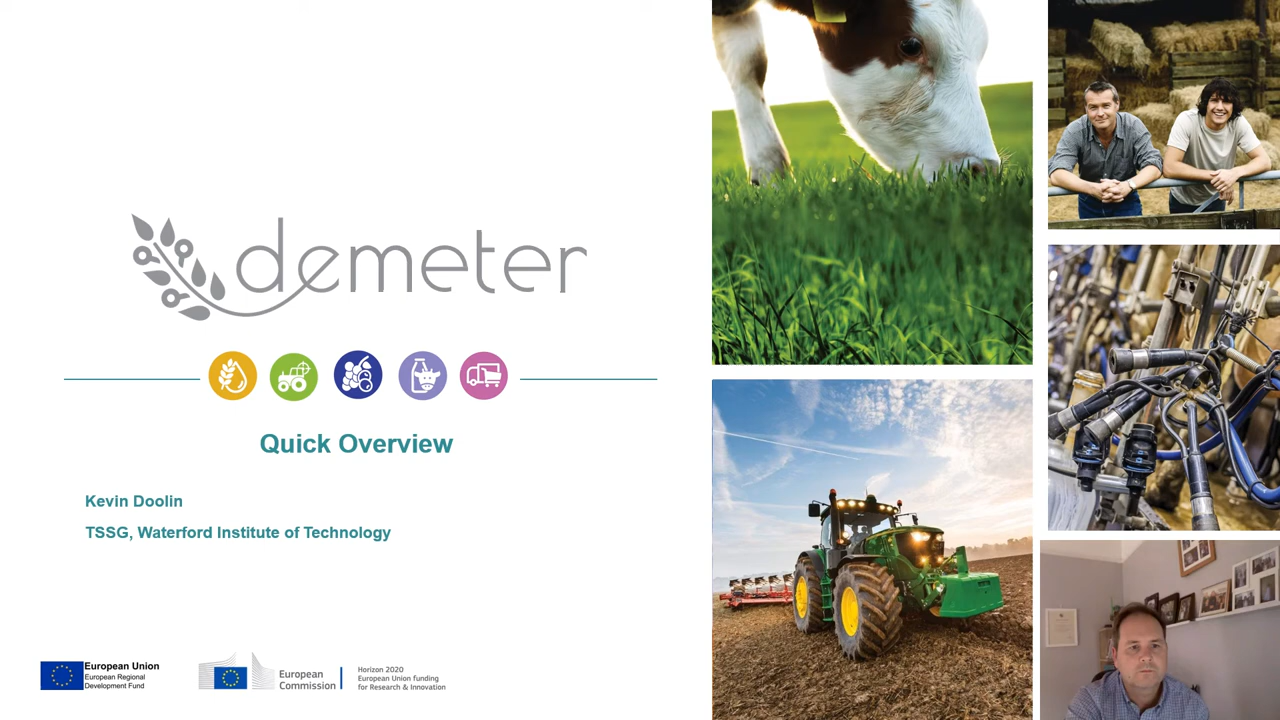 demeter
Quick Overview
Kevin Doolin
TSSG, Waterford Institute of Technology
European Union
European Regional
Development Fund
European
Commission
Horizon 2020
European Union funding
for Research & Innovation